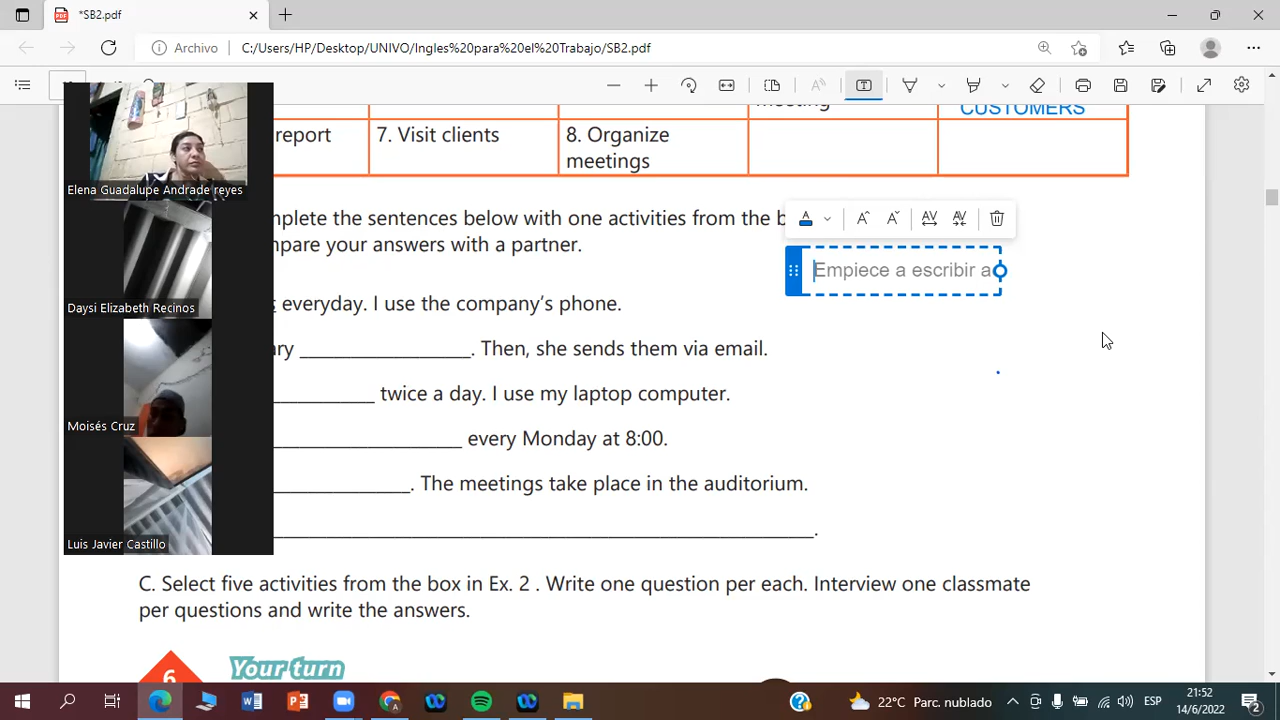 *SB2.pdf
Archivo
C:/Users/HP/Desktop/UNIVO/Ingles%20para%20el%20Trabajo/SB2.pdf
meeting
CUSTOMERS
report
7. Visit clients
8. Organize
meetings
Elena Guadalupe Andrade reyes
mplete the sentences below with one activities from the b
mpare your answers with a partner.
Empiece a escribir a
Daysi Elizabeth Recinos
s everyday. I use the company's phone.
ary _________________. Then, she sends them via email.
__________ twice a day. I use my laptop computer.
Moisés Cruz
___________________ every Monday at 8:00.
______________. The meetings take place in the auditorium.
Luis Javier Castillo
______________________________________________________.
C. Select five activities from the box in Ex. 2 . Write one question per each. Interview one classmate
per questions and write the answers.
6
Your turn
22°C Parc. nublado
ESP
21:52
14/6/2022
2